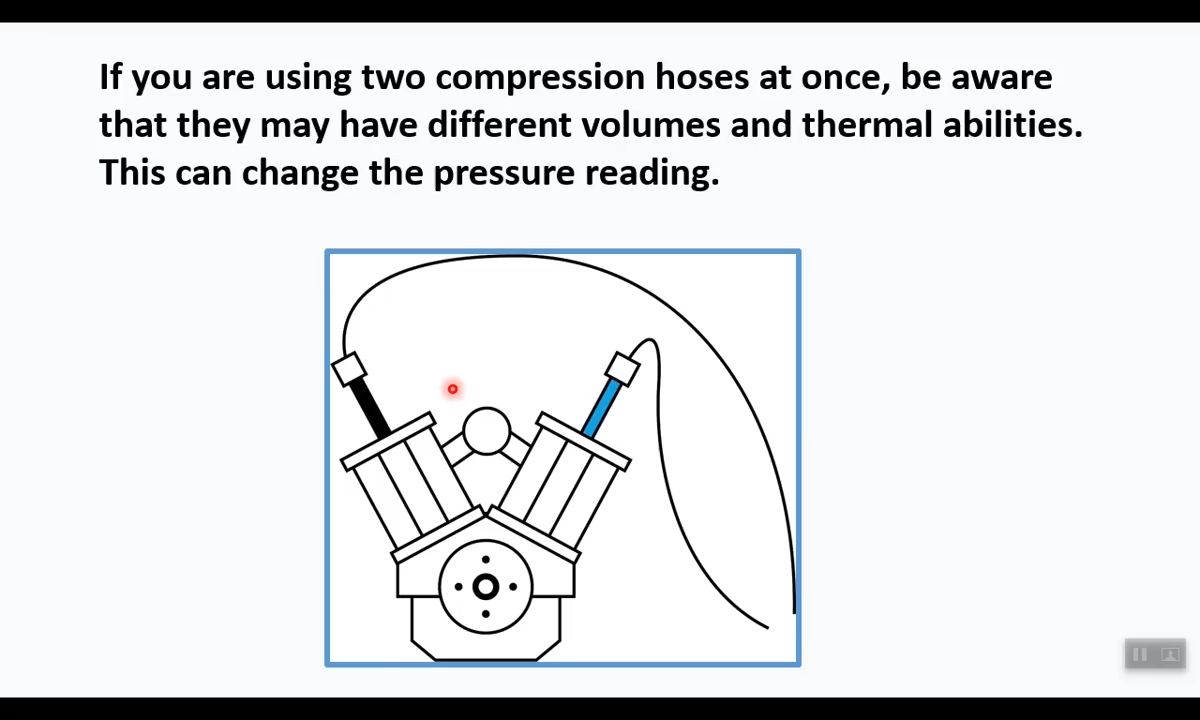 If you are using two compression hoses at once, be aware
that they may have different volumes and thermal abilities.
This can change the pressure reading.